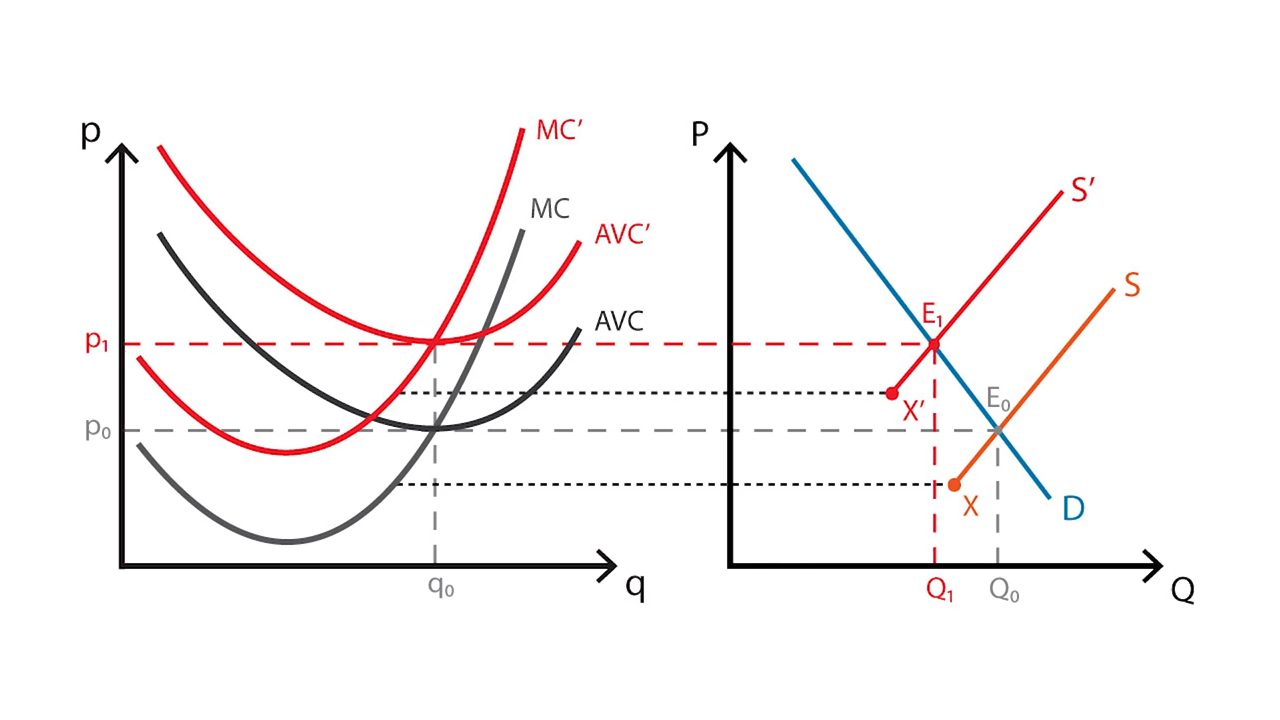 p
MC′
MC
AVC′
AVC
p₁
p₀
q₀
q
P
S′
S
E₁
E₀
X′
X
D
Q₁
Q₀
Q